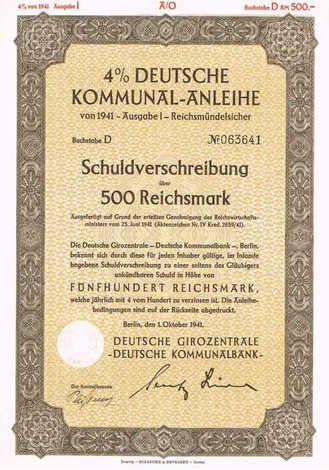 4% von 1941 Ausgabe I A/O Buchstabe D RM 500.–
4% DEUTSCHE
KOMMUNAL-ANLEIHE
von 1941 – Ausgabe I – Reichsmündelsicher
Buchstabe D № 063641
Schuldverschreibung
über
500 Reichsmark
Ausgefertigt auf Grund der erteilten Genehmigung des Reichswirtschafts-
ministers vom 25. Juni 1941 (Aktenzeichen Nr. IV Kred. 2659/41).
Die Deutsche Girozentrale – Deutsche Kommunalbank –, Berlin,
bekennt sich durch diese für jeden Inhaber gültige, im Inlande
begebene Schuldverschreibung zu einer seitens des Gläubigers
unkündbaren Schuld in Höhe von
FÜNFHUNDERT REICHSMARK,
welche jährlich mit 4 vom Hundert zu verzinsen ist. Die Anleihe-
bedingungen sind auf der Rückseite abgedruckt.
Berlin, den 1. Oktober 1941.
DEUTSCHE GIROZENTRALE
-DEUTSCHE KOMMUNALBANK-
Der Kontrollbeamte
Leipzig – GIESECKE & DEVRIENT – Berlin